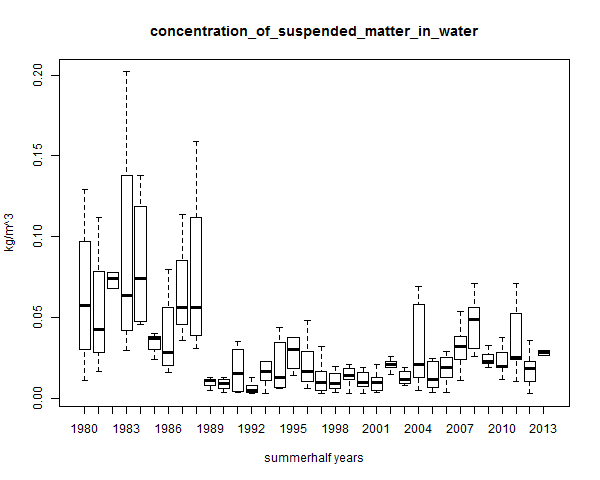 concentration_of_suspended_matter_in_water
kg/m^3
0.20
0.15
0.10
0.05
0.00
1980 1983 1986 1989 1992 1995 1998 2001 2004 2007 2010 2013
summerhalf years